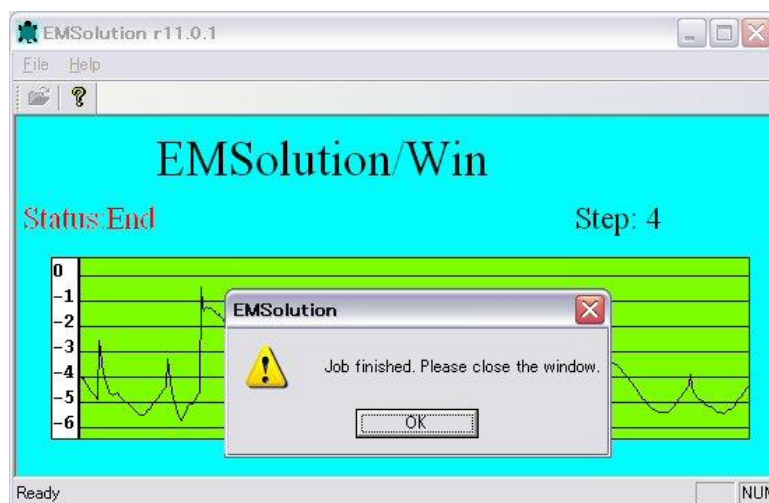 EMSolution r11.0.1
File Help
EMSolution/Win
Status:End
Step: 4
0
-1
-2
-3
-4
-5
-6
EMSolution
Job finished. Please close the window.
OK
Ready
NUM